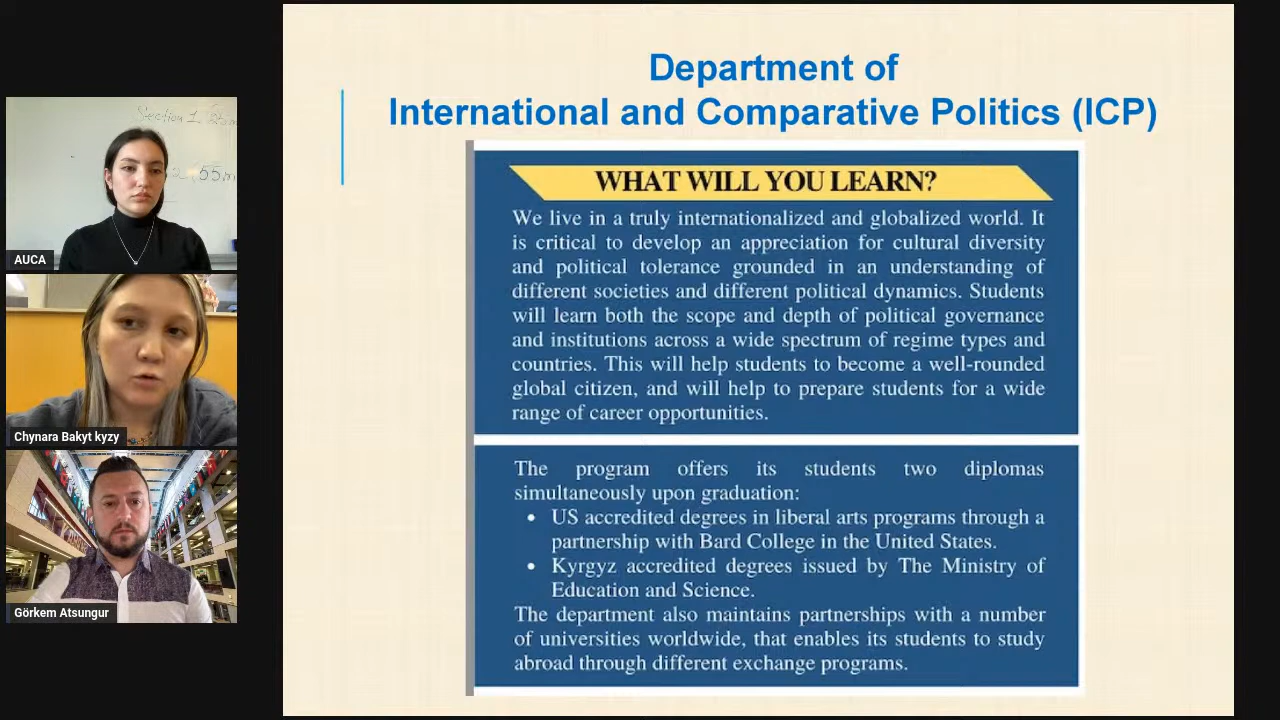 Department of
International and Comparative Politics (ICP)
WHAT WILL YOU LEARN?
We live in a truly internationalized and globalized world. It
is critical to develop an appreciation for cultural diversity
and political tolerance grounded in an understanding of
different societies and different political dynamics. Students
will learn both the scope and depth of political governance
and institutions across a wide spectrum of regime types and
countries. This will help students to become a well-rounded
global citizen, and will help to prepare students for a wide
range of career opportunities.
The program offers its students two diplomas
simultaneously upon graduation:
• US accredited degrees in liberal arts programs through a
partnership with Bard College in the United States.
• Kyrgyz accredited degrees issued by The Ministry of
Education and Science.
The department also maintains partnerships with a number
of universities worldwide, that enables its students to study
abroad through different exchange programs.
Section 1
55m
AUCA
Chynara Bakyt kyzy
Görkem Atsungur